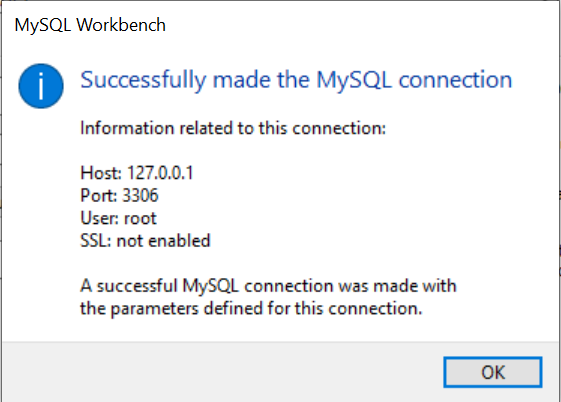 MySQL Workbench
Successfully made the MySQL connection
Information related to this connection:
Host: 127.0.0.1
Port: 3306
User: root
SSL: not enabled
A successful MySQL connection was made with
the parameters defined for this connection.
OK